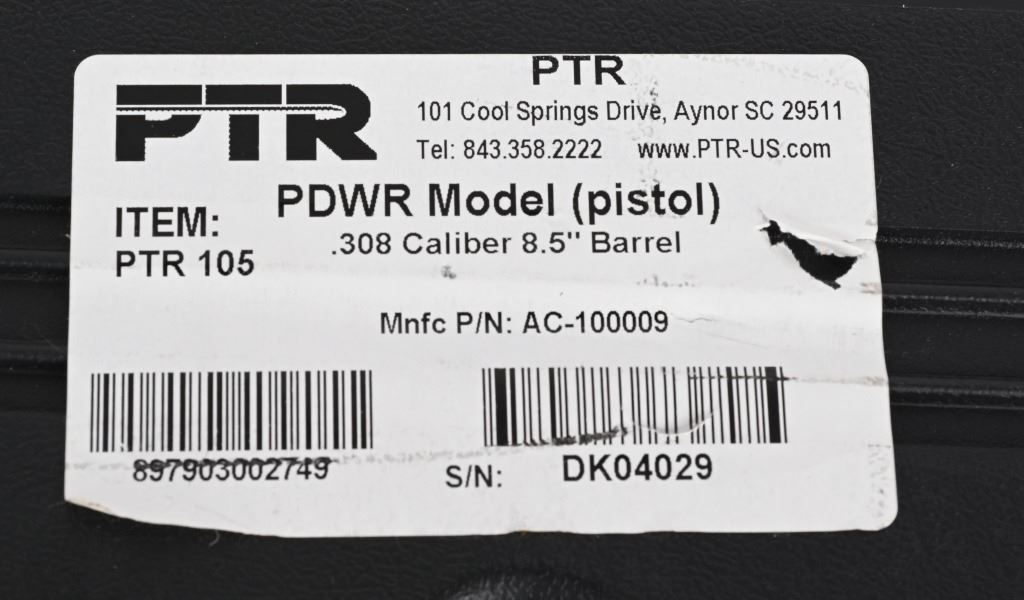 PTR
PTR
101 Cool Springs Drive, Aynor SC 29511
Tel: 843.358.2222 www.PTR-US.com
PDWR Model (pistol)
ITEM:
.308 Caliber 8.5" Barrel
PTR 105
Mnfc P/N: AC-100009
897903002749
S/N: DK04029